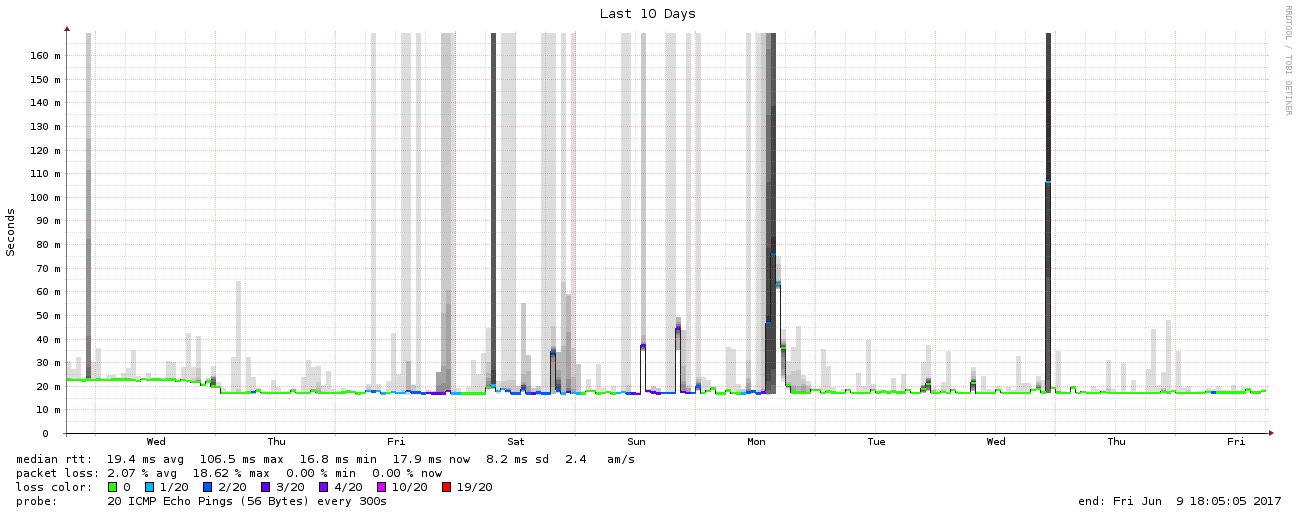 Last 10 Days
RRDTOOL / TOBI OETIKER
Seconds
160 m
150 m
140 m
130 m
120 m
110 m
100 m
90 m
80 m
70 m
60 m
50 m
40 m
30 m
20 m
10 m
0
Wed Thu Fri Sat Sun Mon Tue Wed Thu Fri
median rtt: 19.4 ms avg 106.5 ms max 16.8 ms min 17.9 ms now 8.2 ms sd 2.4 am/s
packet loss: 2.07 % avg 18.62 % max 0.00 % min 0.00 % now
loss color: 0 1/20 2/20 3/20 4/20 10/20 19/20
probe: 20 ICMP Echo Pings (56 Bytes) every 300s end: Fri Jun 9 18:05:05 2017